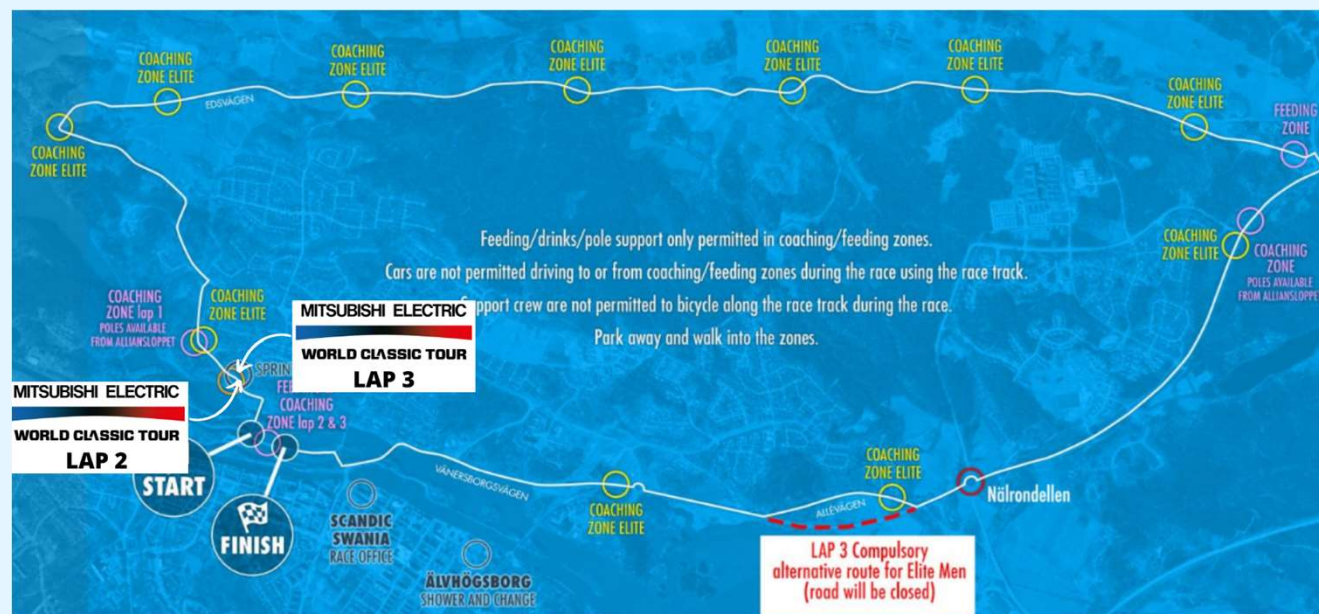 COACHING
ZONE ELITE
COACHING
ZONE ELITE
COACHING
ZONE ELITE
COACHING
ZONE ELITE
COACHING
ZONE ELITE
COACHING
ZONE ELITE
FEEDING
ZONE
EDSVÄGEN
COACHING
ZONE ELITE
Feeding/drinks/pole support only permitted in coaching/feeding zones.
Cars are not permitted driving to or from coaching/feeding zones during the race using the race track.
pport crew are not permitted to bicycle along the race track during the race.
Park away and walk into the zones.
COACHING
ZONE ELITE
COACHING
ZONE
POLES AVAILABLE
FROM ALLIANSLOPPET
COACHING
ZONE lap 1
POLES AVAILABLE
FROM ALLIANSLOPPET
COACHING
ZONE ELITE
MITSUBISHI ELECTRIC
WORLD CLASSIC TOUR
LAP 3
SPRIN
FE
COACHING
ZONE lap 2 & 3
MITSUBISHI ELECTRIC
WORLD CLASSIC TOUR
LAP 2
START
FINISH
SCANDIC
SWANIA
RACE OFFICE
ÄLVHÖGSBORG
SHOWER AND CHANGE
VÄNERSBORGSVÄGEN
COACHING
ZONE ELITE
COACHING
ZONE ELITE
ALLÉVÄGEN
Nälrondellen
LAP 3 Compulsory
alternative route for Elite Men
(road will be closed)